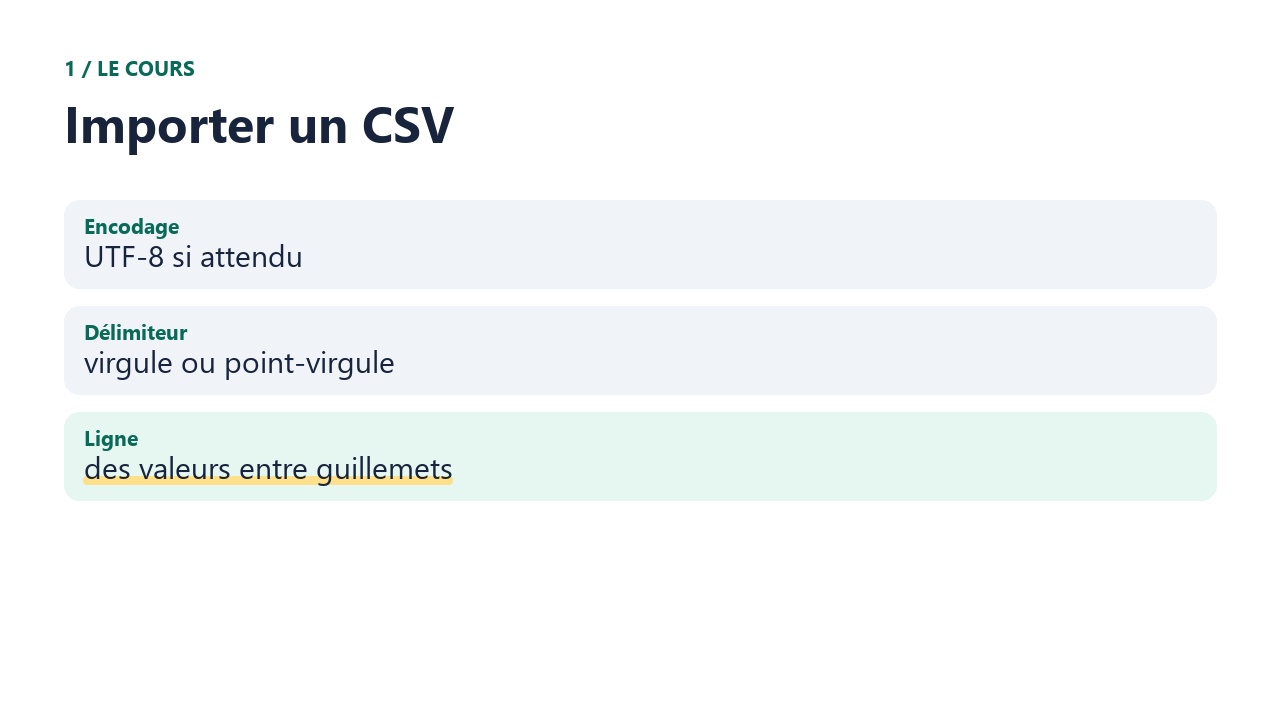 1 / LE COURS
Importer un CSV
Encodage
UTF-8 si attendu
Délimiteur
virgule ou point-virgule
Ligne
des valeurs entre guillemets